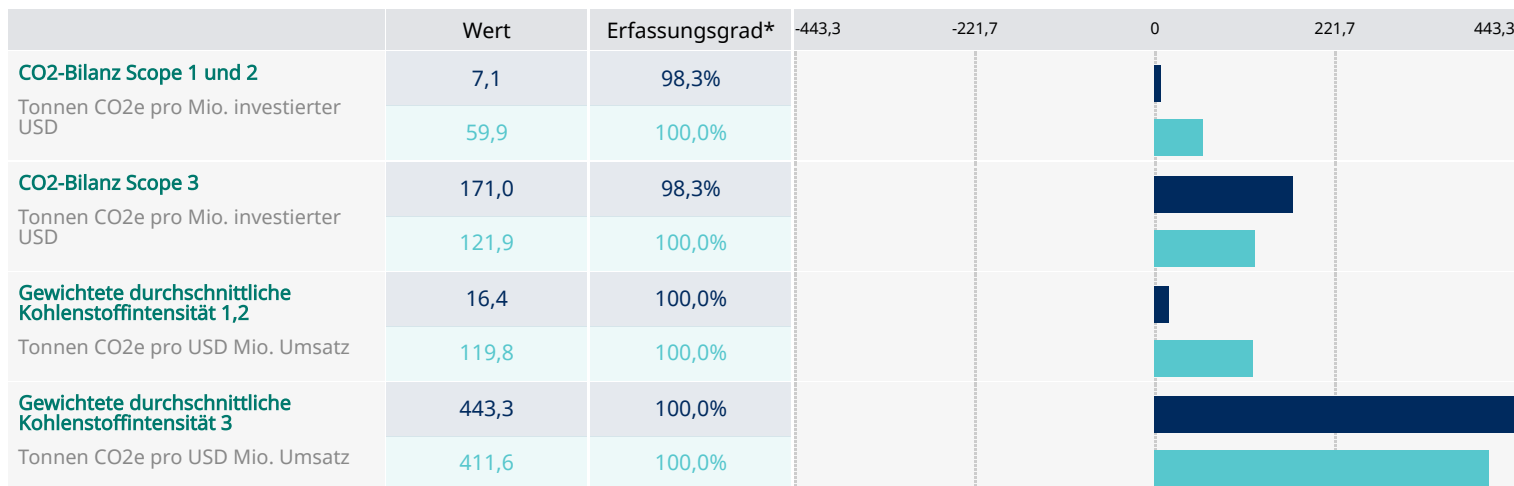 Wert Erfassungsgrad* -443,3 -221,7 0 221,7 443,3
CO2-Bilanz Scope 1 und 2
Tonnen CO2e pro Mio. investierter
USD
7,1 98,3%
59,9 100,0%
CO2-Bilanz Scope 3
Tonnen CO2e pro Mio. investierter
USD
171,0 98,3%
121,9 100,0%
Gewichtete durchschnittliche
Kohlenstoffintensität 1,2
Tonnen CO2e pro USD Mio. Umsatz
16,4 100,0%
119,8 100,0%
Gewichtete durchschnittliche
Kohlenstoffintensität 3
Tonnen CO2e pro USD Mio. Umsatz
443,3 100,0%
411,6 100,0%